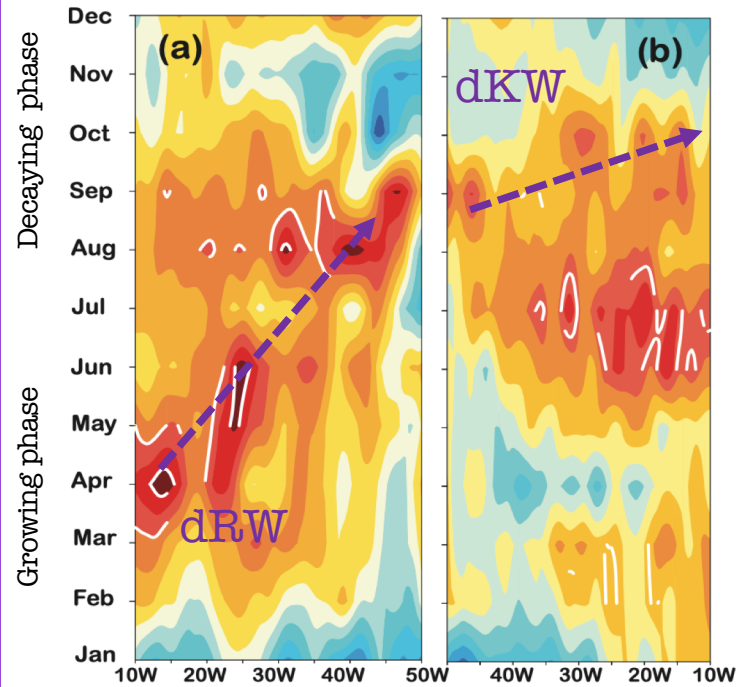 Decaying phase
Growing phase
Dec
Nov
Oct
Sep
Aug
Jul
Jun
May
Apr
Mar
Feb
Jan
(a)
dRW
10W 20W 30W 40W 50W
(b)
dKW
40W 30W 20W 10W